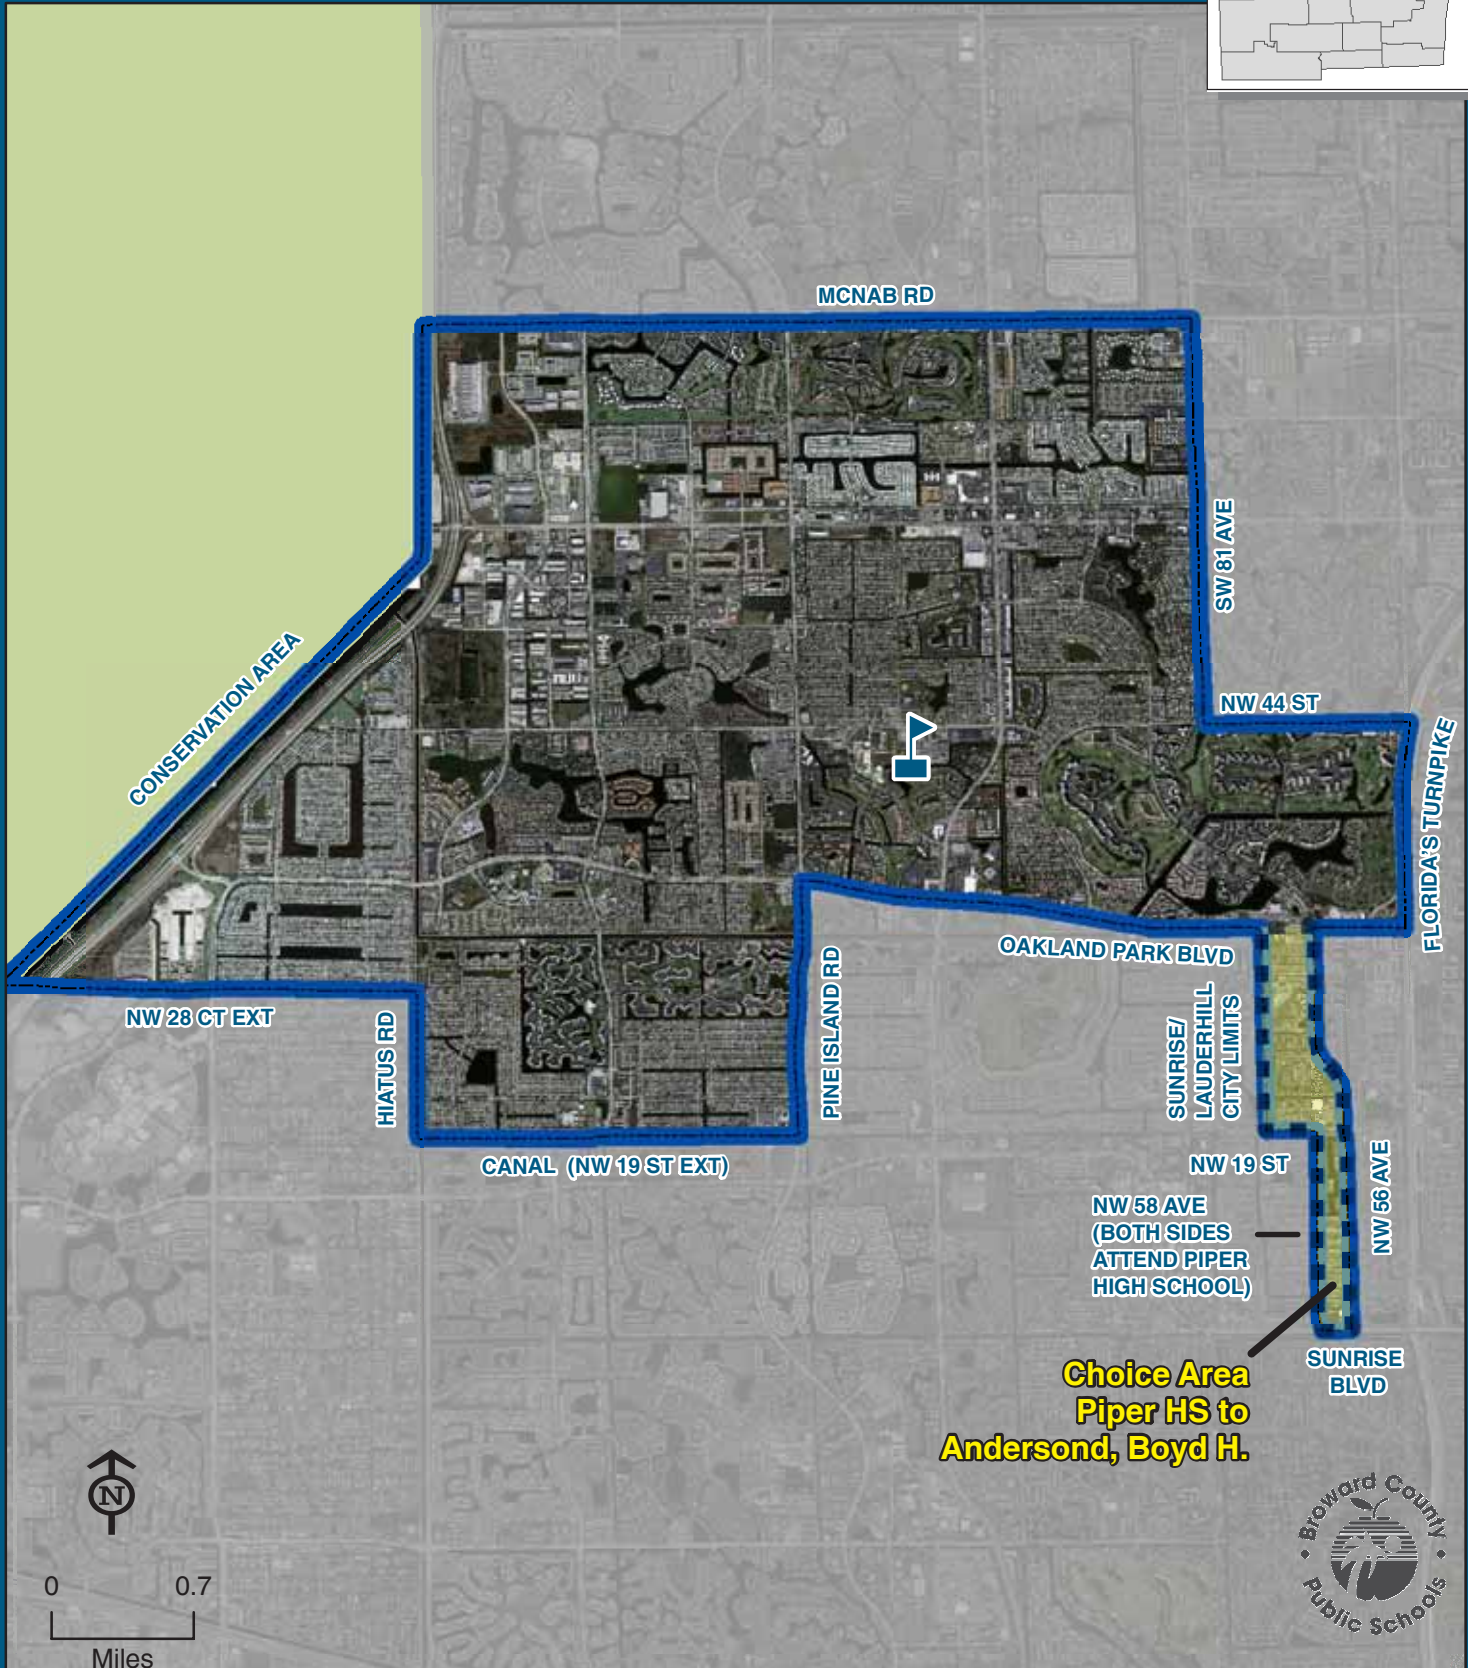 MCNAB RD
SW 81 AVE
CONSERVATION AREA
NW 44 ST
FLORIDA'S TURNPIKE
OAKLAND PARK BLVD
PINE ISLAND RD
NW 28 CT EXT
HIATUS RD
SUNRISE/
LAUDERHILL
CITY LIMITS
CANAL (NW 19 ST EXT)
NW 19 ST
NW 56 AVE
NW 58 AVE
(BOTH SIDES
ATTEND PIPER
HIGH SCHOOL)
SUNRISE
BLVD
Choice Area
Piper HS to
Andersond, Boyd H.
N
0 0.7
Miles
Broward County
Public Schools